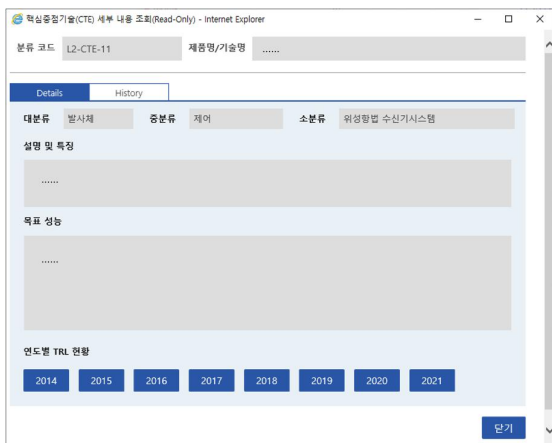 핵심중점기술(CTE) 세부 내용 조회(Read-Only) - Internet Explorer
분류 코드 L2-CTE-11 제품명/기술명 ......
Details History
대분류 발사체 중분류 제어 소분류 위성항법 수신기시스템
설명 및 특징
......
목표 성능
......
연도별 TRL 현황
2014 2015 2016 2017 2018 2019 2020 2021
닫기